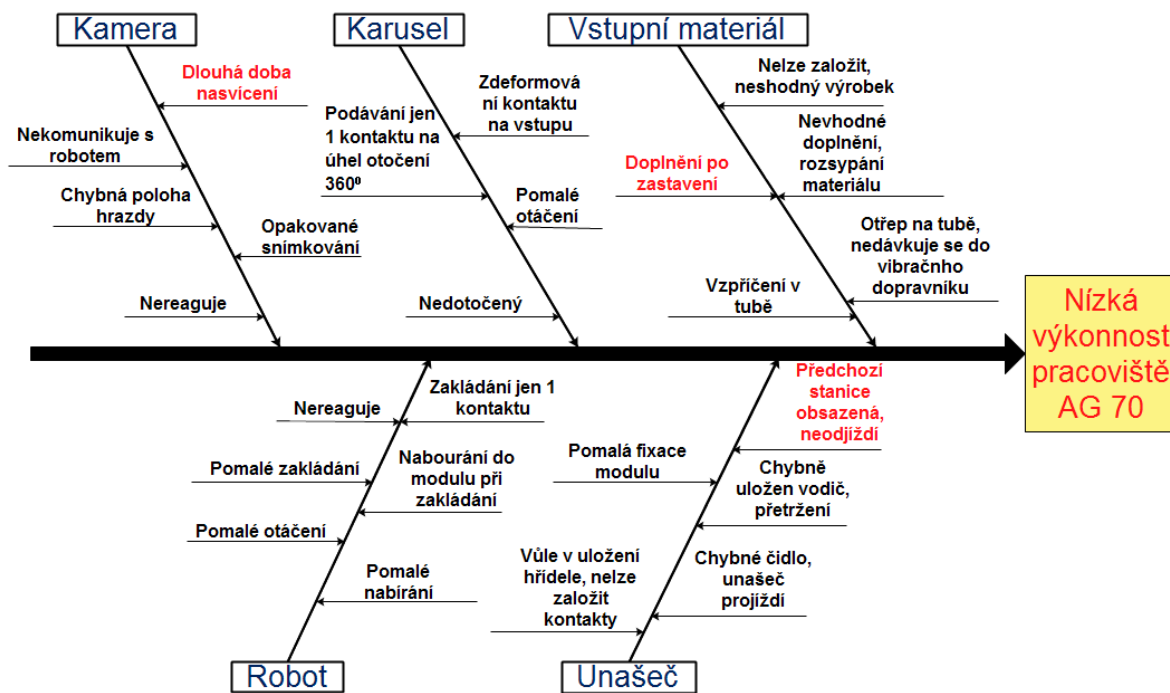 Kamera
Karusel
Vstupní materiál
Dlouhá doba
nasvícení
Nekomunikuje s
robotem
Chybná poloha
hrazdy
Opakované
snímkování
Nereaguje
Zdeformová
ní kontaktu
na vstupu
Podávání jen
1 kontaktu na
úhel otočení
360º
Pomalé
otáčení
Nedotočený
Nelze založit,
neshodný výrobek
Nevhodné
doplnění,
rozsypání
materiálu
Doplnění po
zastavení
Otřep na tubě,
nedávkuje se do
vibračnho
dopravníku
Vzpříčení v
tubě
Nízká
výkonnost
pracoviště
AG 70
Zakládání jen 1
kontaktu
Nereaguje
Pomalé zakládání
Nabourání do
modulu při
zakládání
Pomalé otáčení
Pomalé
nabírání
Předchozí
stanice
obsazená,
neodjíždí
Pomalá fixace
modulu
Chybně
uložen vodič,
přetržení
Vůle v uložení
hřídele, nelze
založit
kontakty
Chybné čidlo,
unašeč
projíždí
Robot
Unašeč